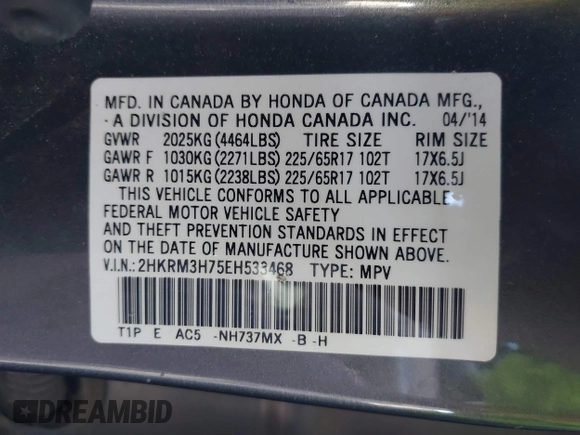 MFD. IN CANADA BY HONDA OF CANADA MFG.,
A DIVISION OF HONDA CANADA INC. 04/'14
GVWR 2025KG (4464LBS) TIRE SIZE RIM SIZE
GAWR F 1030KG (2271LBS) 225/65R17 102T 17X6.5J
GAWR R 1015KG (2238LBS) 225/65R17 102T 17X6.5J
THIS VEHICLE CONFORMS TO ALL APPLICABLE
FEDERAL MOTOR VEHICLE SAFETY
AND THEFT PREVENTION STANDARDS IN EFFECT
ON THE DATE OF MANUFACTURE SHOWN ABOVE.
V.I.N.: 2HKRM3H75EH533468 TYPE: MPV
T1P E AC5 -NH737MX -B -H
DREAMBID